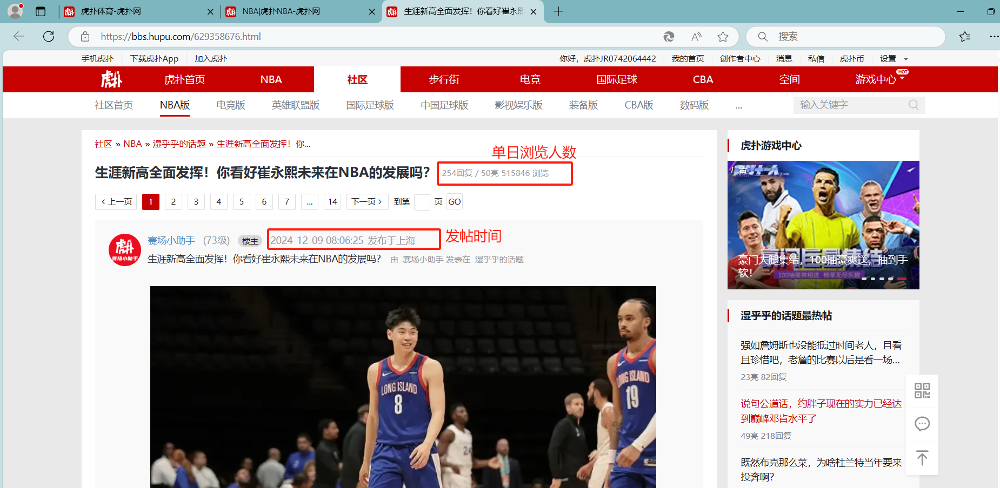 虎扑体育-虎扑网
NBA|虎扑NBA-虎扑网
生涯新高全面发挥！你看好崔永熙
https://bbs.hupu.com/629358676.html
搜索
手机虎扑 下载虎扑App 加入虎扑
你好，虎扑JR0742064442 我的首页 创作者中心 消息 私信 虎扑币 设置
虎扑 虎扑首页 NBA 社区 步行街 电竞 国际足球 CBA 空间 游戏中心 HOT
社区首页 NBA版 电竞版 英雄联盟版 国际足球版 中国足球版 影视娱乐版 装备版 CBA版 数码版 ... 输入关键字
社区 » NBA » 湿乎乎的话题 » 生涯新高全面发挥！你...
单日浏览人数
生涯新高全面发挥！你看好崔永熙未来在NBA的发展吗？ 254回复 / 50亮 515846 浏览
上一页 1 2 3 4 5 6 7 ... 14 下一页 到第 页 GO
赛场小助手 （73级） 楼主 2024-12-09 08:06:25 发布于上海 发帖时间
生涯新高全面发挥！你看好崔永熙未来在NBA的发展吗？ 由 赛场小助手 发表在 湿乎乎的话题
虎扑
赛场小助手
LONG ISLAND
8
LONG ISLAND
19
24
虎扑游戏中心
广告
豪门大腿集结，100抽豪爽送，抽到手
软！
100抽豪爽相送 畅享无尽乐趣
湿乎乎的话题最热帖
强如詹姆斯也没能抵过时间老人，且看
且珍惜吧，老詹的比赛以后是看一场...
23亮 82回复
说句公道话，约胖子现在的实力已经达
到巅峰邓肯水平了
49亮 218回复
既然布克那么菜，为啥杜兰特当年要来
投奔啊？